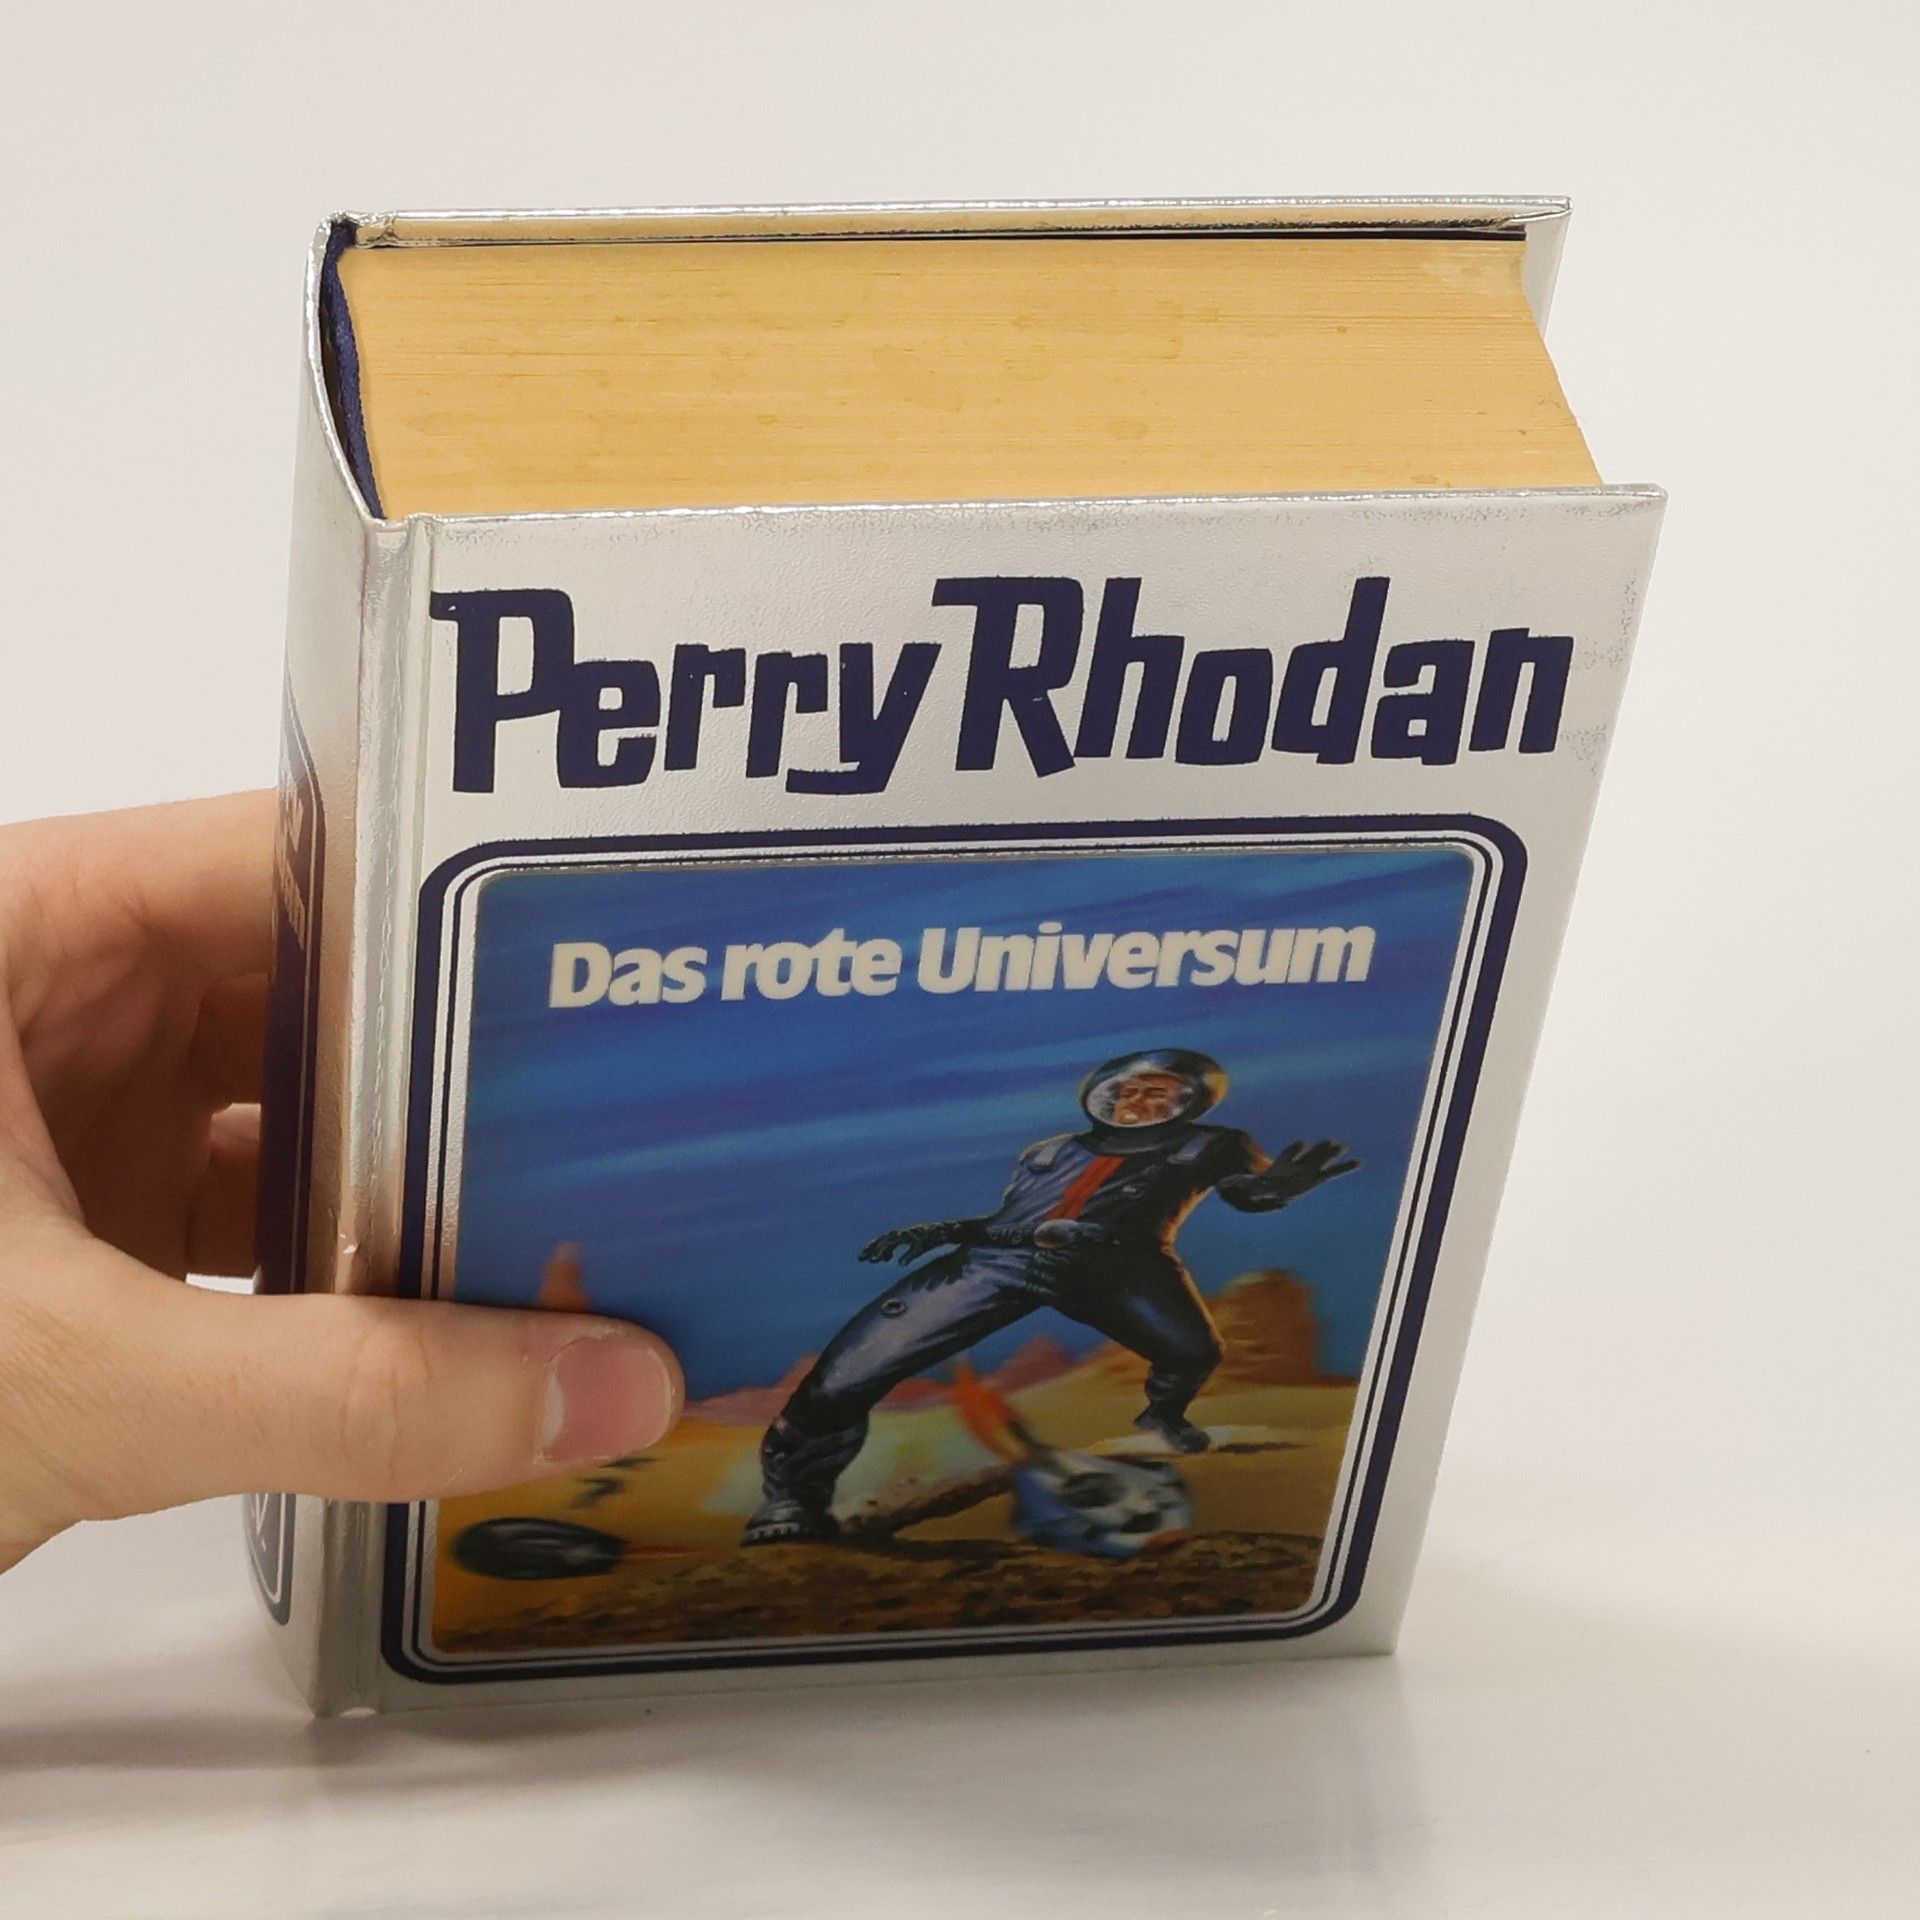 Perry Rhodan
Das rote Universum